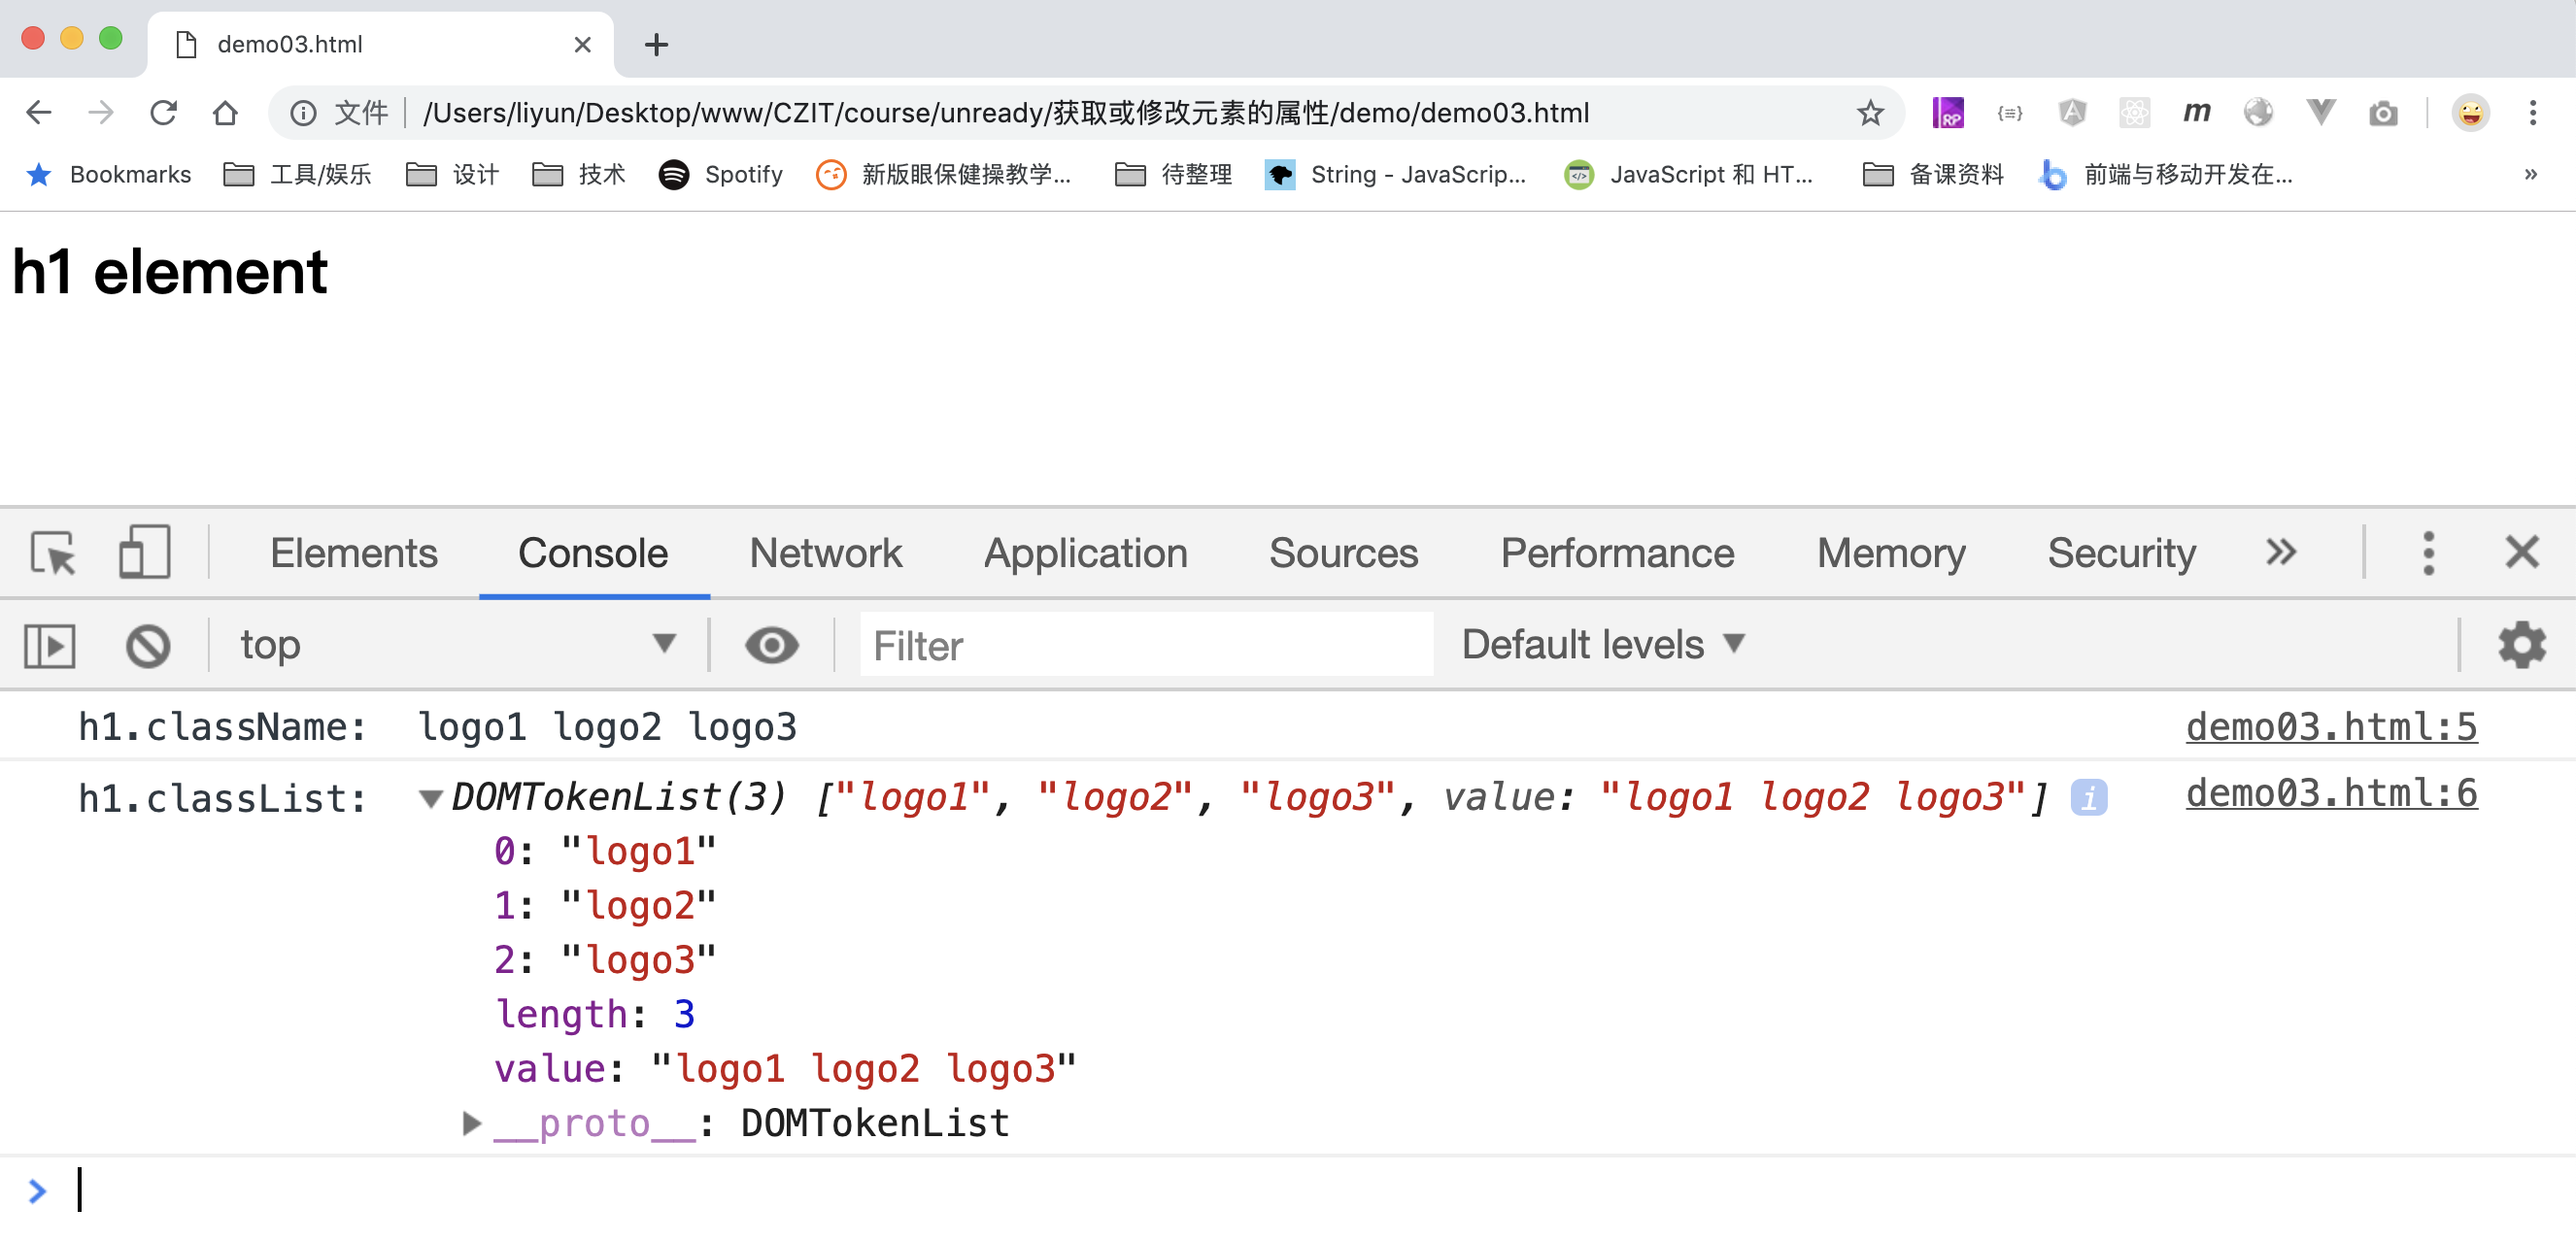 demo03.html
文件 /Users/liyun/Desktop/www/CZIT/course/unready/获取或修改元素的属性/demo/demo03.html
RP {≡} A m
Bookmarks 工具/娱乐 设计 技术 Spotify 新版眼保健操教学... 待整理 String - JavaScrip... JavaScript 和 HT... 备课资料 前端与移动开发在... »
h1 element
Elements Console Network Application Sources Performance Memory Security
top Filter Default levels
h1.className: logo1 logo2 logo3 demo03.html:5
h1.classList: DOMTokenList(3) ["logo1", "logo2", "logo3", value: "logo1 logo2 logo3"] i demo03.html:6
0: "logo1"
1: "logo2"
2: "logo3"
length: 3
value: "logo1 logo2 logo3"
__proto__: DOMTokenList
>